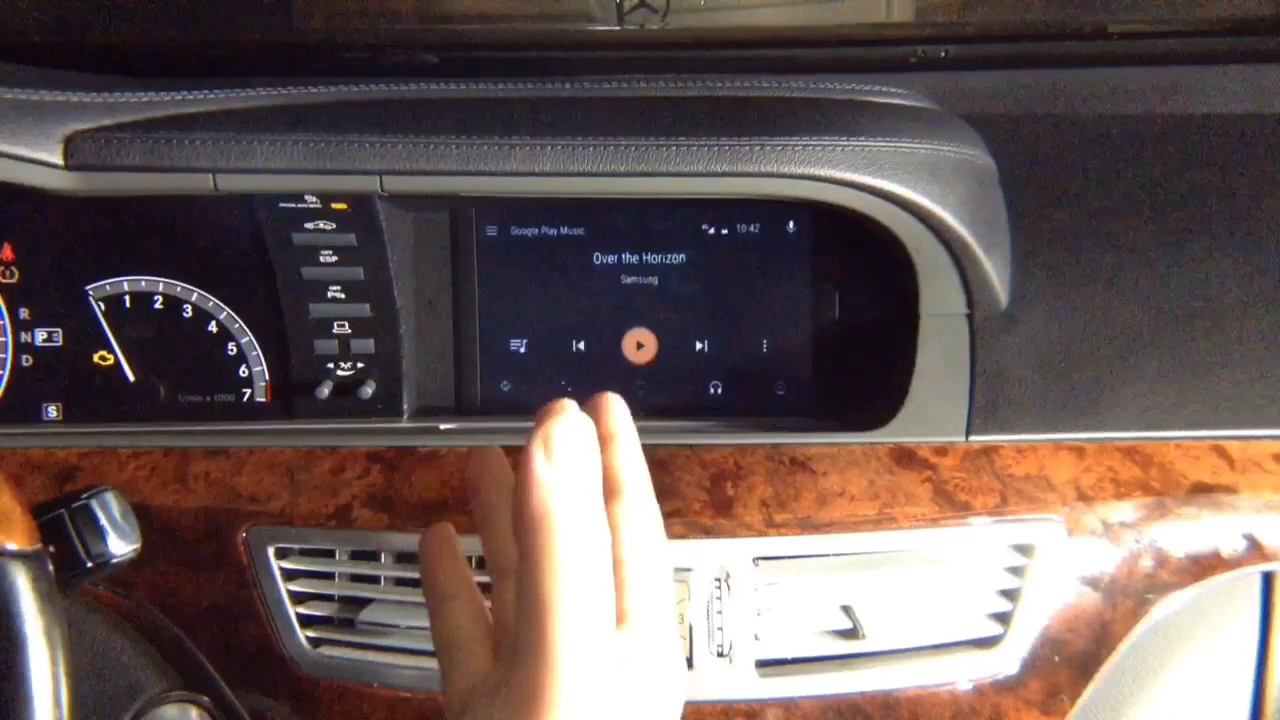 Google Play Music
10:42
Over the Horizon
Samsung
OFF
ESP
OFF
R
N
D
P
S
1
2
3
4
5
6
7
1/min x 1000